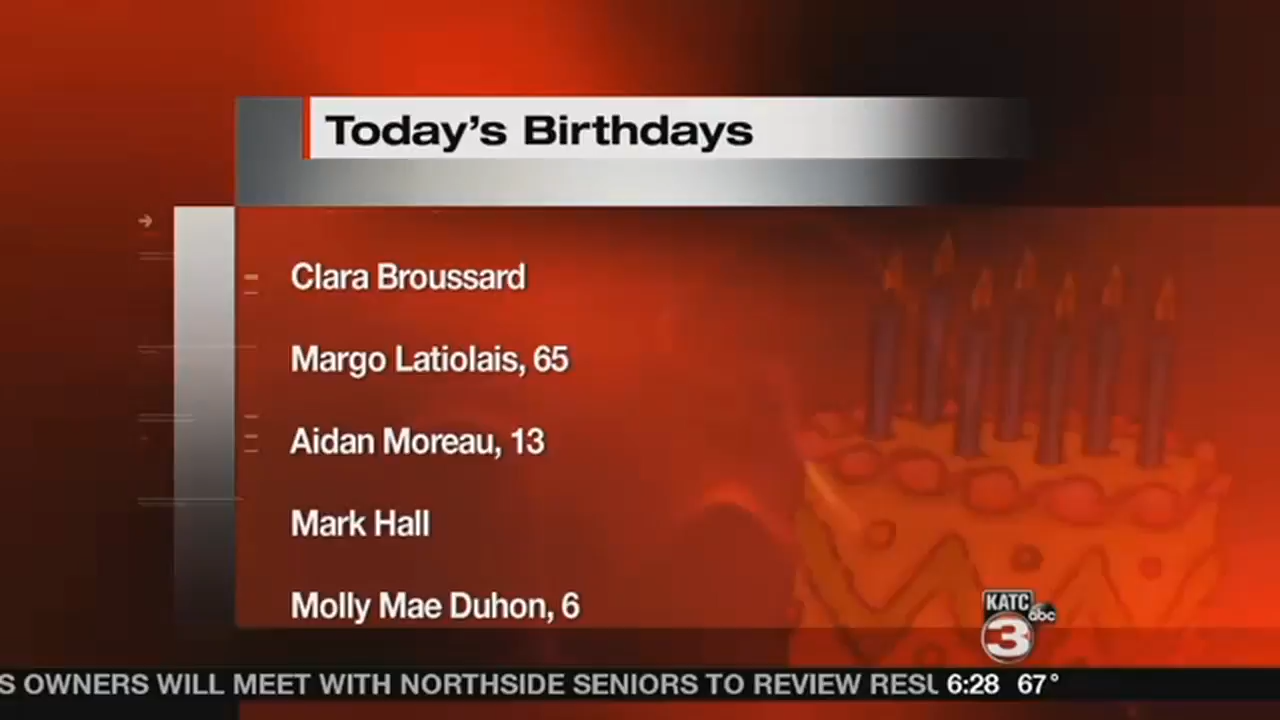 Today's Birthdays
Clara Broussard
Margo Latiolais, 65
Aidan Moreau, 13
Mark Hall
Molly Mae Duhon, 6
KATC
abc
3
S OWNERS WILL MEET WITH NORTHSIDE SENIORS TO REVIEW RESU 6:28 67°